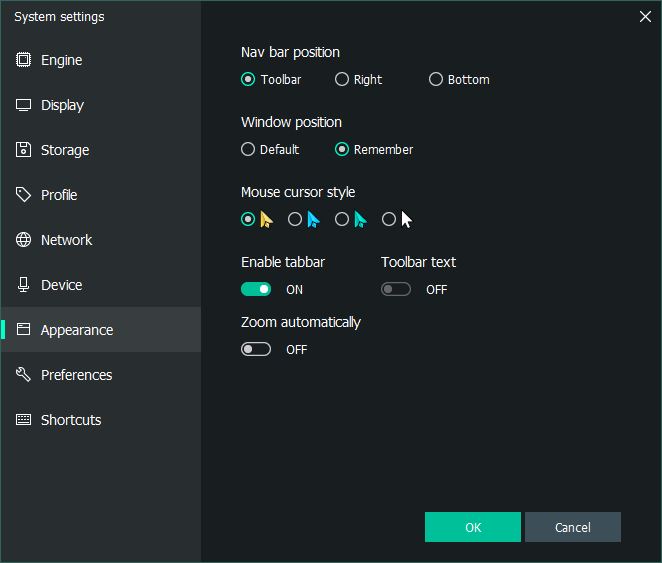 System settings
Engine
Display
Storage
Profile
Network
Device
Appearance
Preferences
Shortcuts
Nav bar position
Toolbar Right Bottom
Window position
Default Remember
Mouse cursor style
Enable tabbar Toolbar text
ON OFF
Zoom automatically
OFF
OK Cancel